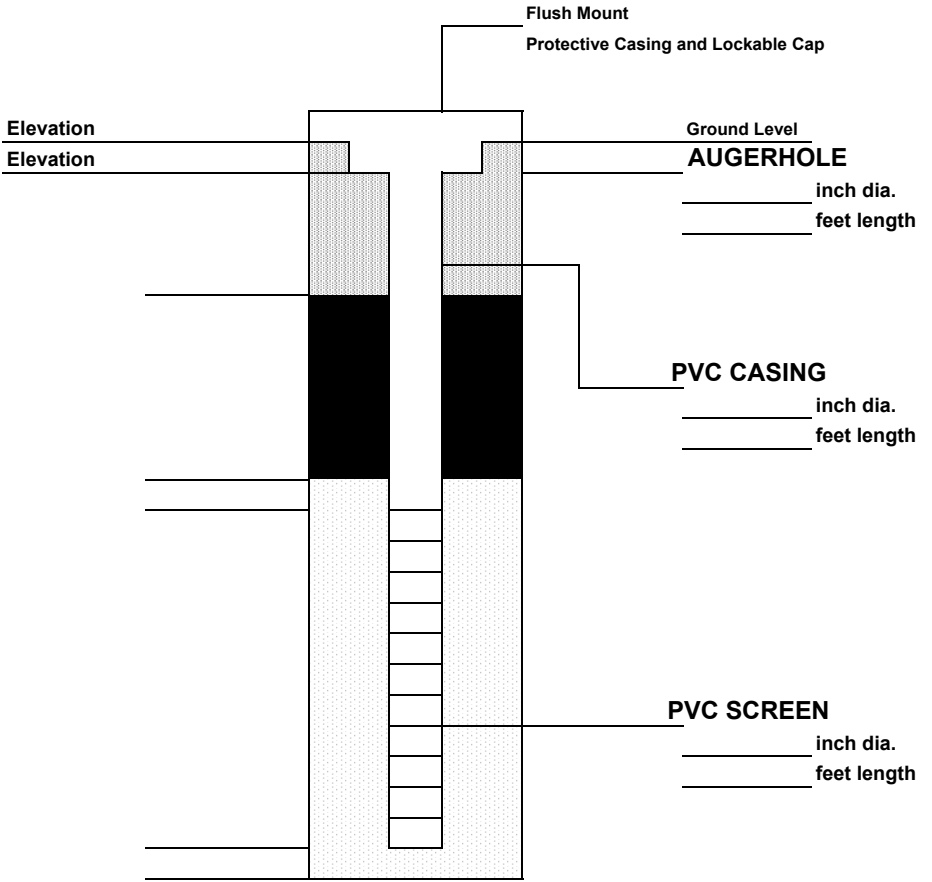 Flush Mount
Protective Casing and Lockable Cap
Elevation
Ground Level
Elevation
AUGERHOLE
inch dia.
feet length
PVC CASING
inch dia.
feet length
PVC SCREEN
inch dia.
feet length